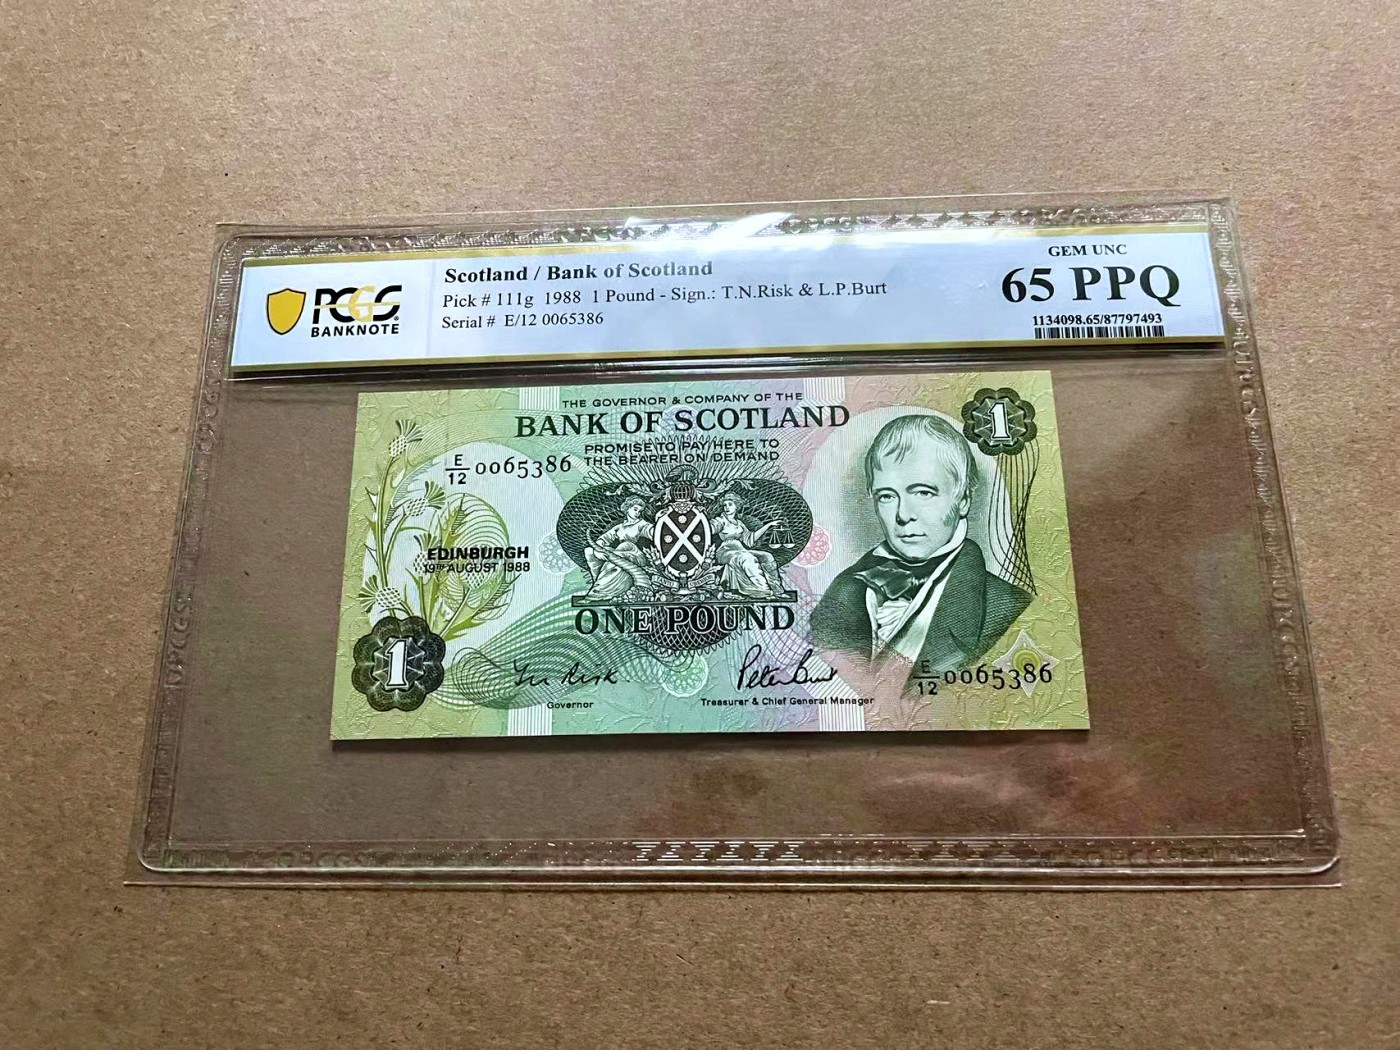 PCGS
BANKNOTE
Scotland / Bank of Scotland
Pick # 111g 1988 1 Pound - Sign.: T.N.Risk & L.P.Burt
Serial # E/12 0065386
GEM UNC
65 PPQ
1134098.65/87797493
THE GOVERNOR & COMPANY OF THE
BANK OF SCOTLAND
PROMISE TO PAY HERE TO
THE BEARER ON DEMAND
E/12 0065386
1
EDINBURGH
19TH AUGUST 1988
ONE POUND
1
Governor
Peter Burt
Treasurer & Chief General Manager
E/12 0065386